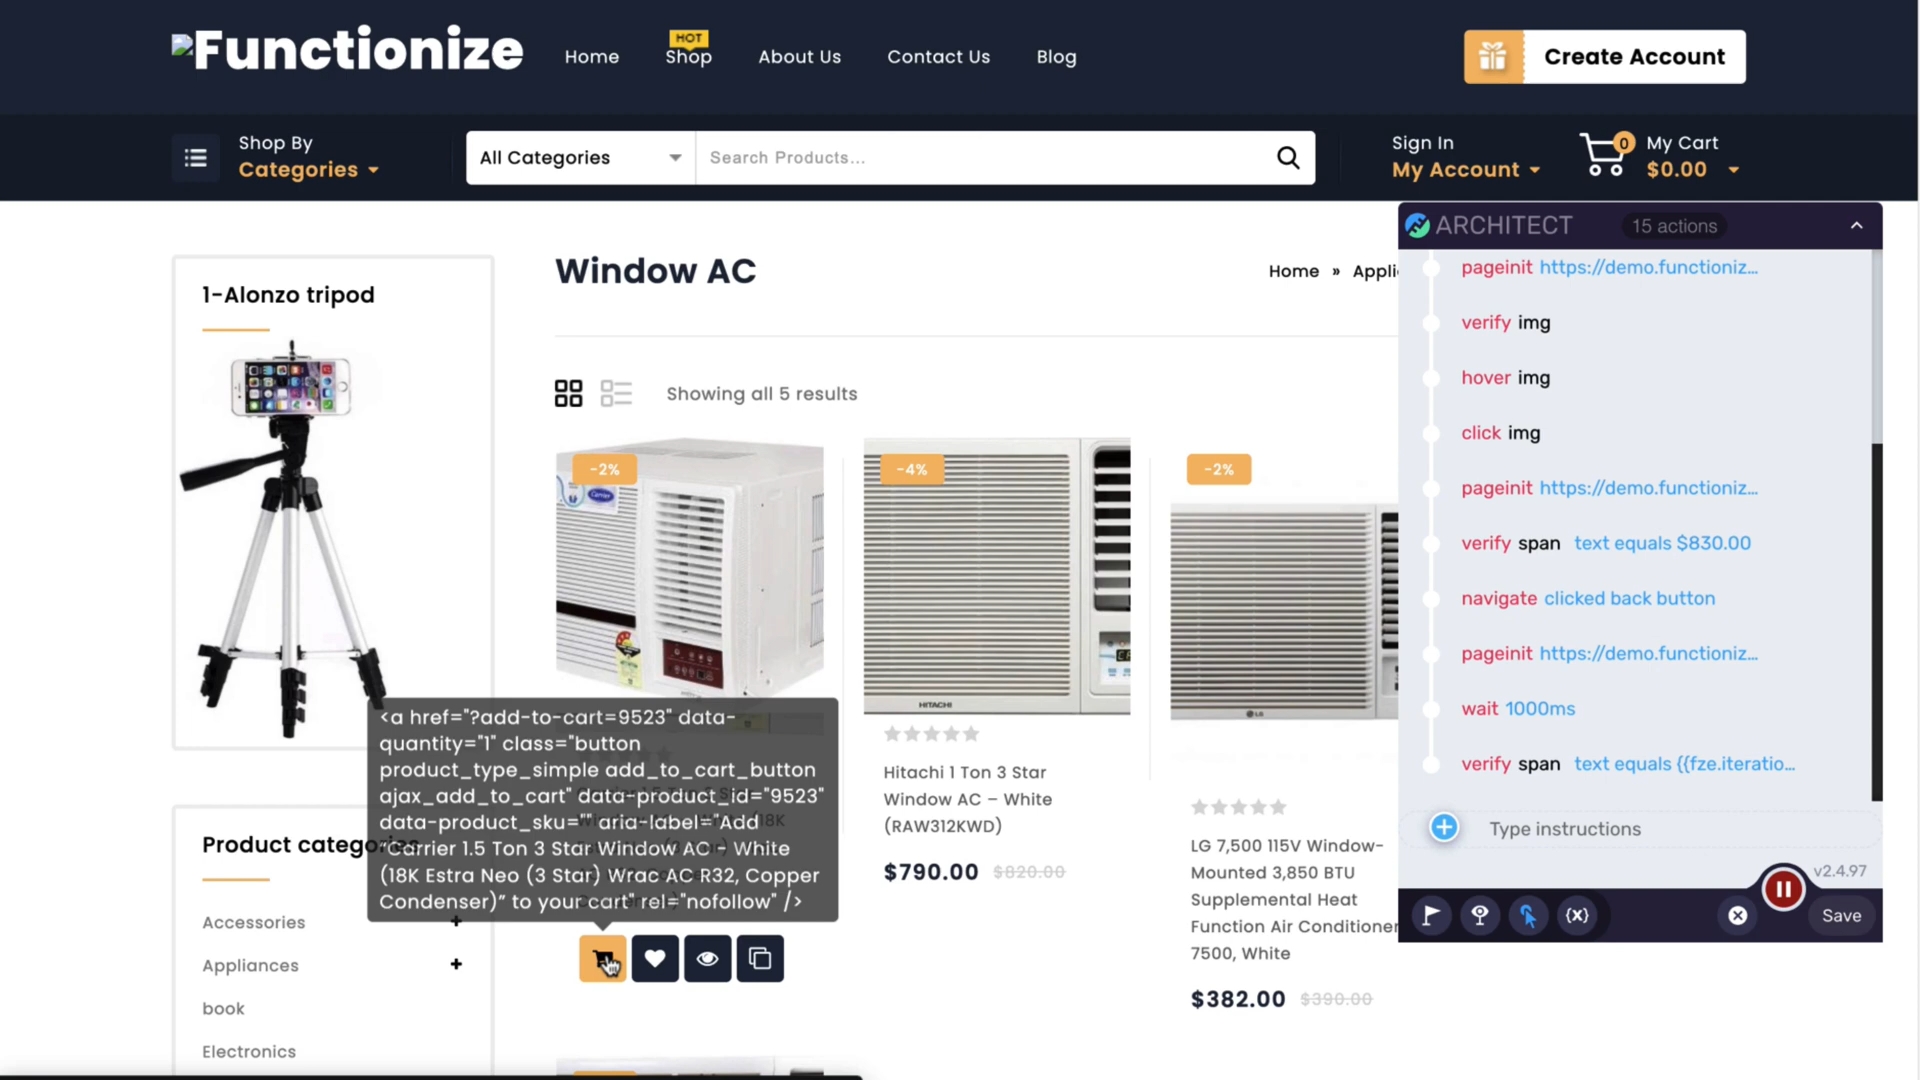 Functionize
Home
HOT
Shop
About Us
Contact Us
Blog
Create Account
Shop By
Categories
All Categories
Search Products...
Sign In
My Account
0
My Cart
$0.00
ARCHITECT
15 actions
pageinit https://demo.functioniz...
verify img
hover img
click img
pageinit https://demo.functioniz...
verify span text equals $830.00
navigate clicked back button
pageinit https://demo.functioniz...
wait 1000ms
verify span text equals {{fze.iteratio...
Type instructions
v2.4.97
{x}
Save
1-Alonzo tripod
Window AC
Home » Appli
Showing all 5 results
-2%
Carrier
-4%
HITACHI
-2%
LG
<a href="?add-to-cart=9523" data-
quantity="1" class="button
product_type_simple add_to_cart_button
ajax_add_to_cart" data-product_id="9523"
data-product_sku="" aria-label="Add
“Carrier 1.5 Ton 3 Star Window AC – White
(18K Estra Neo (3 Star) Wrac AC R32, Copper
Condenser)” to your cart" rel="nofollow" />
Hitachi 1 Ton 3 Star
Window AC – White
(RAW312KWD)
$790.00 $820.00
LG 7,500 115V Window-
Mounted 3,850 BTU
Supplemental Heat
Function Air Conditioner
7500, White
$382.00 $390.00
Product categories
Accessories +
Appliances +
book
Electronics